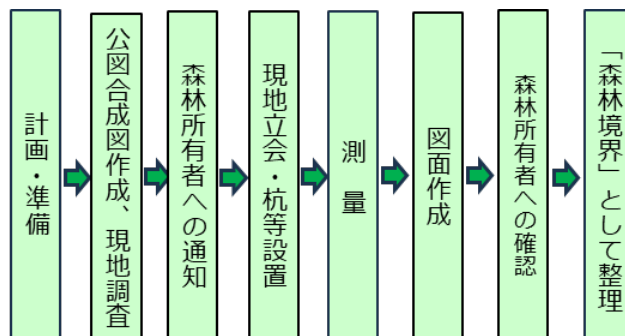 計画・準備
公図合成図作成、現地調査
森林所有者への通知
現地立会・杭等設置
測量
図面作成
森林所有者への確認
「森林境界」として整理